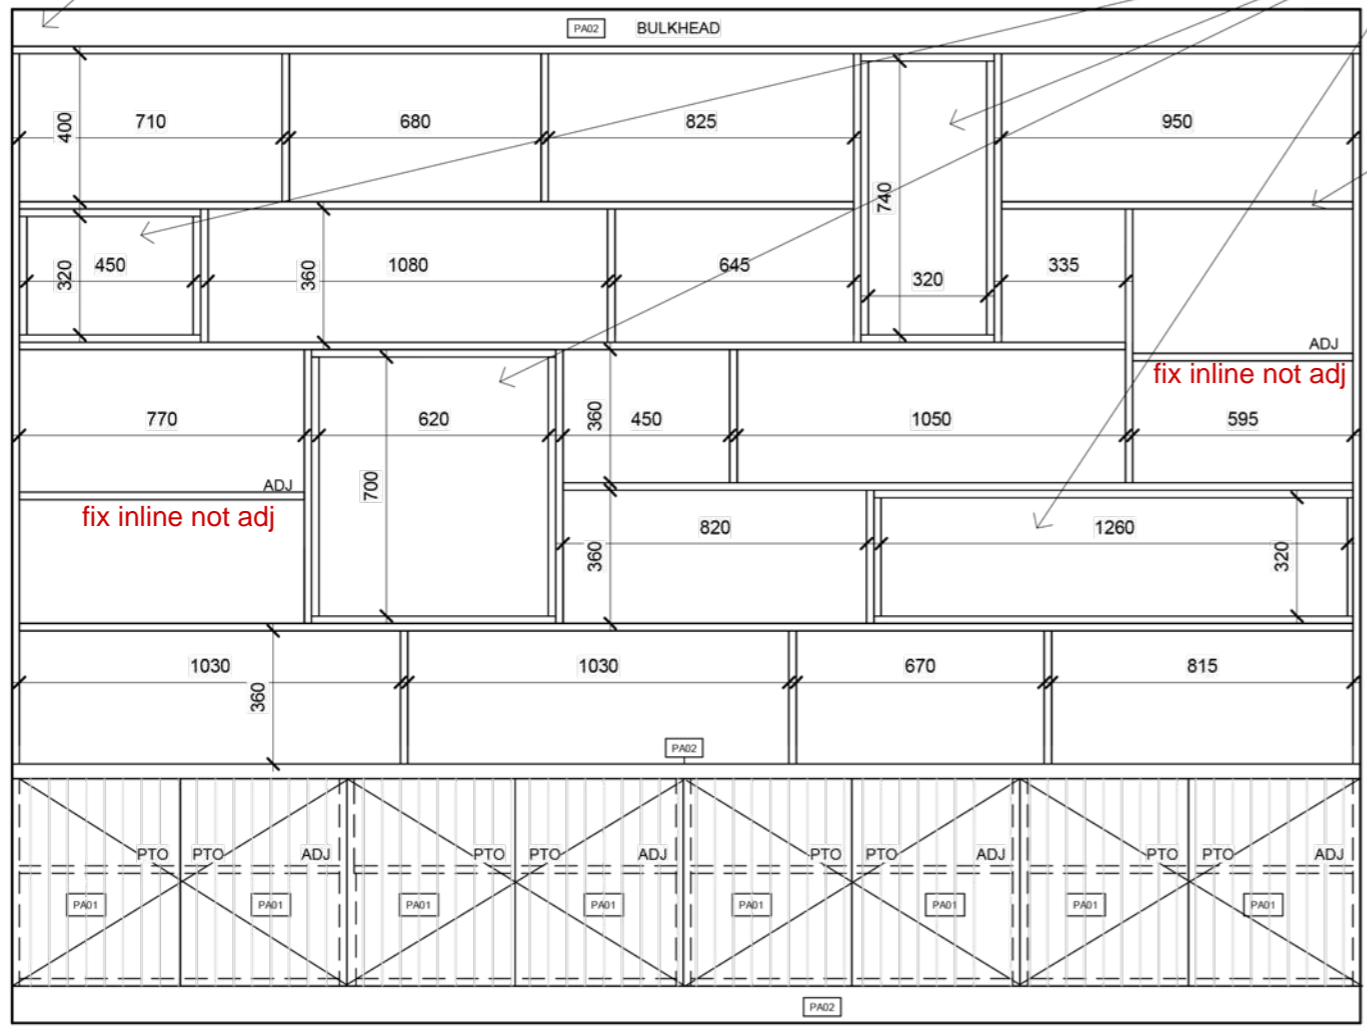 PA02 BULKHEAD
400 710 680 825 740 950
320 450 360 1080 645 320 335
ADJ
fix inline not adj
770 620 360 450 1050 595
700
ADJ
fix inline not adj
360 820 1260 320
1030 360 1030 670 815
PA02
PTO PTO ADJ PTO PTO ADJ PTO PTO ADJ PTO PTO ADJ
PA01 PA01 PA01 PA01 PA01 PA01 PA01 PA01
PA02